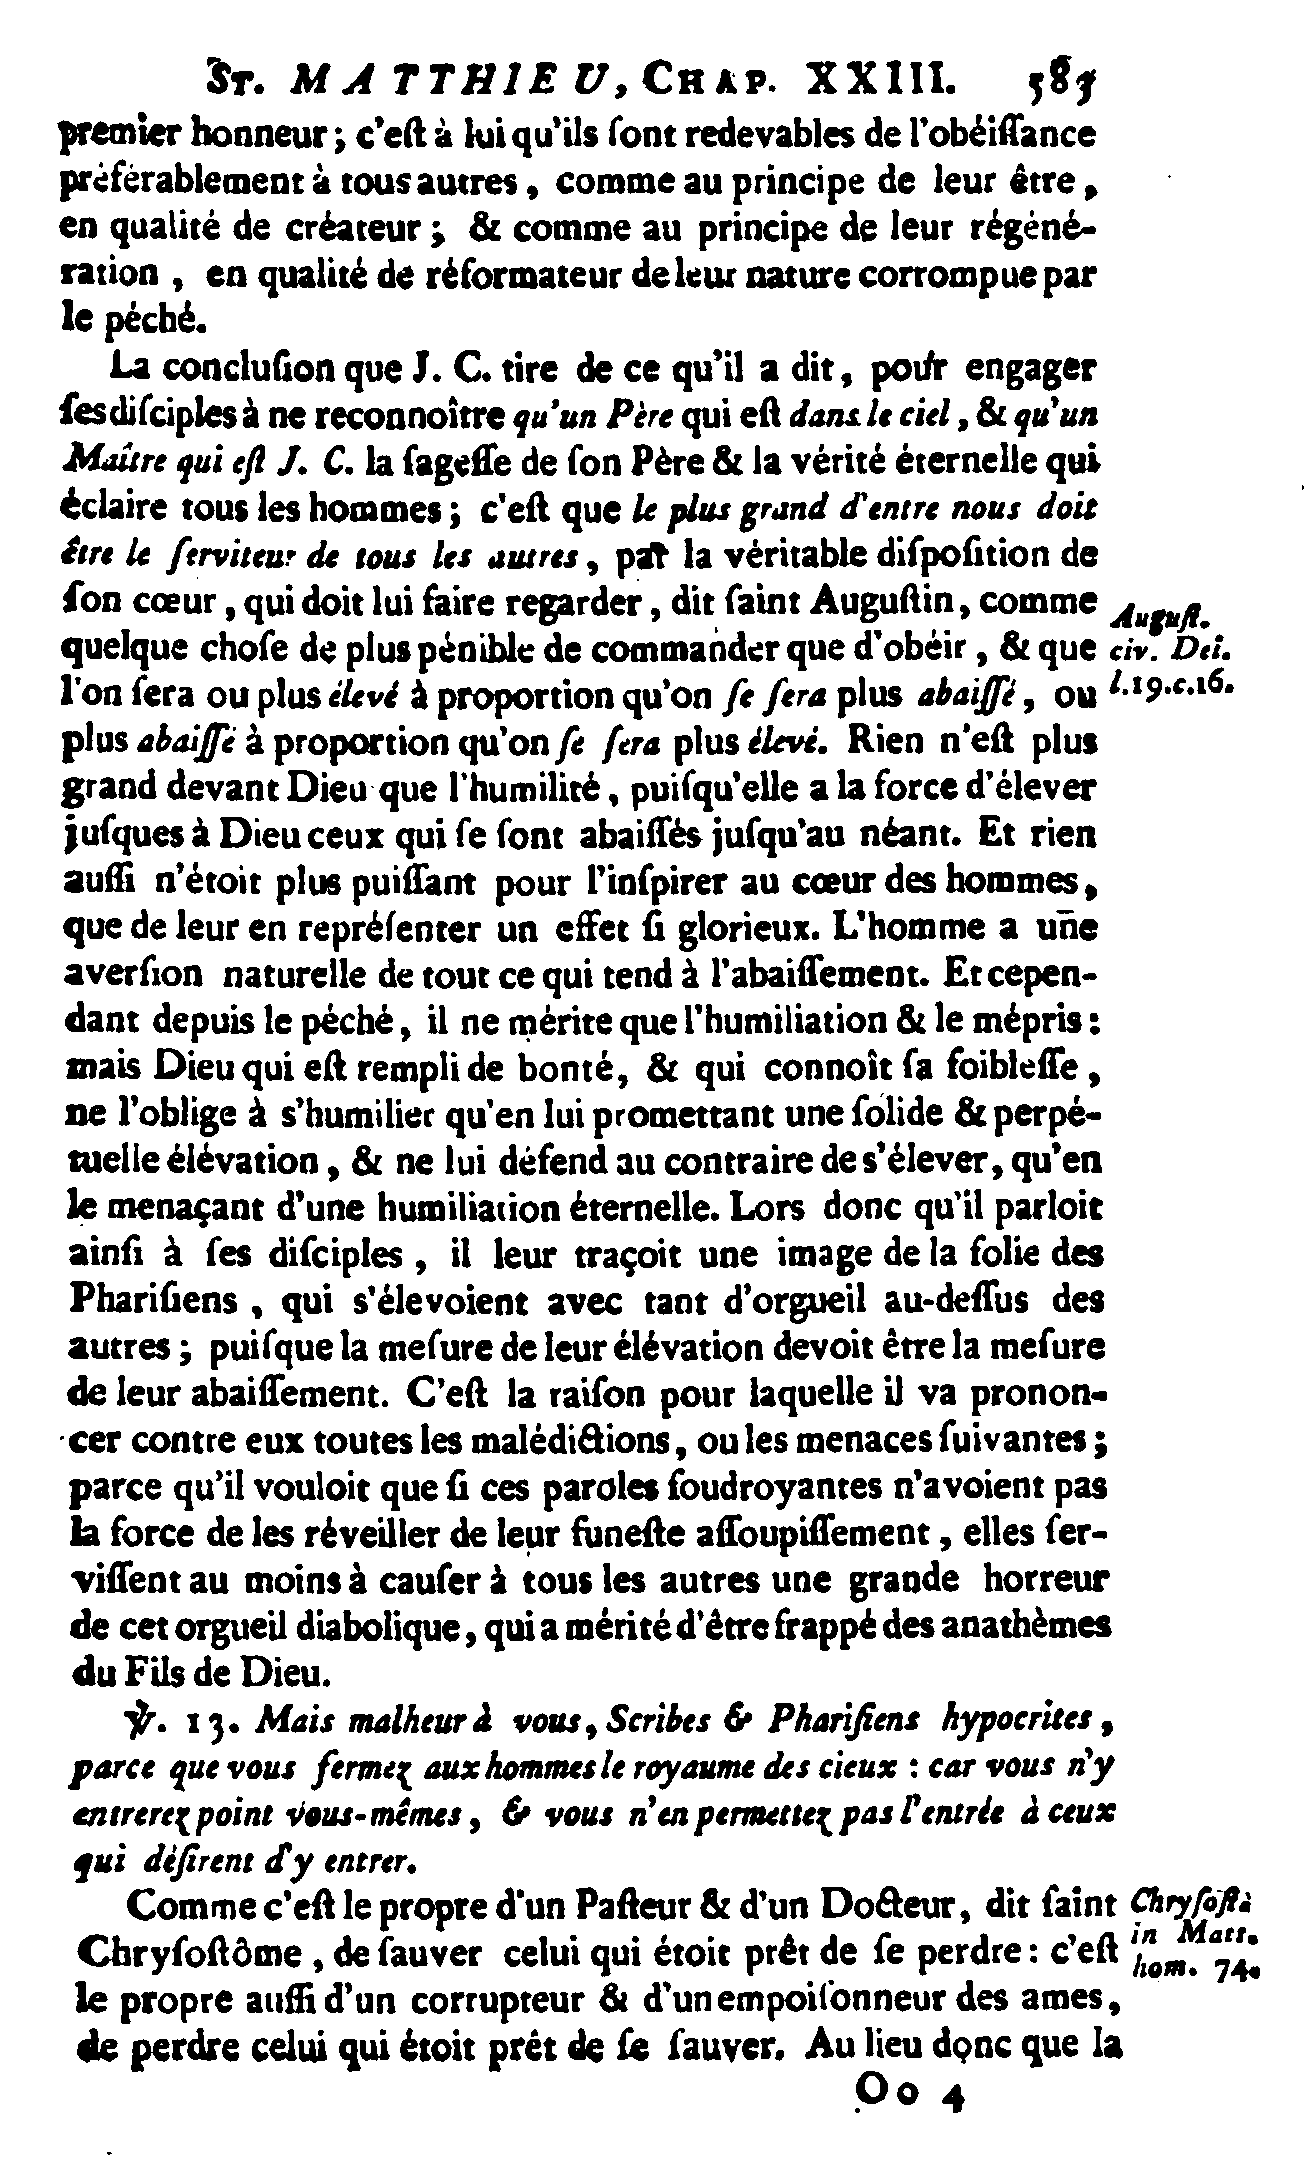 St. MATTHIEU, CHAP. XXIII. 585
premier honneur; c'eſt à lui qu'ils ſont redevables de l'obéiſſance
préférablement à tous autres, comme au principe de leur être,
en qualité de créateur; & comme au principe de leur régéné-
ration, en qualité de réformateur de leur nature corrompue par
le péché.
La concluſion que J. C. tire de ce qu'il a dit, pour engager
ſes diſciples à ne reconnoître qu'un Père qui eſt dans le ciel, & qu'un
Maître qui eſt J. C. la ſageſſe de ſon Père & la vérité éternelle qui
éclaire tous les hommes; c'eſt que le plus grand d'entre nous doit
être le ſerviteur de tous les autres, par la véritable diſpoſition de
ſon cœur, qui doit lui faire regarder, dit ſaint Auguſtin, comme
quelque choſe de plus pénible de commander que d'obéir, & que
l'on ſera ou plus élevé à proportion qu'on ſe ſera plus abaiſſé, ou
plus abaiſſé à proportion qu'on ſe ſera plus élevé. Rien n'eſt plus
grand devant Dieu que l'humilité, puiſqu'elle a la force d'élever
juſques à Dieu ceux qui ſe ſont abaiſſés juſqu'au néant. Et rien
auſſi n'étoit plus puiſſant pour l'inſpirer au cœur des hommes,
que de leur en repréſenter un effet ſi glorieux. L'homme a une
averſion naturelle de tout ce qui tend à l'abaiſſement. Et cepen-
dant depuis le péché, il ne mérite que l'humiliation & le mépris:
mais Dieu qui eſt rempli de bonté, & qui connoît ſa foibleſſe,
ne l'oblige à s'humilier qu'en lui promettant une ſolide & perpé-
tuelle élévation, & ne lui défend au contraire de s'élever, qu'en
le menaçant d'une humiliation éternelle. Lors donc qu'il parloit
ainſi à ſes diſciples, il leur traçoit une image de la folie des
Phariſiens, qui s'élevoient avec tant d'orgueil au-deſſus des
autres; puiſque la meſure de leur élévation devoit être la meſure
de leur abaiſſement. C'eſt la raiſon pour laquelle il va pronon-
cer contre eux toutes les malédictions, ou les menaces ſuivantes;
parce qu'il vouloit que ſi ces paroles foudroyantes n'avoient pas
la force de les réveiller de leur funeſte aſſoupiſſement, elles ſer-
viſſent au moins à cauſer à tous les autres une grande horreur
de cet orgueil diabolique, qui a mérité d'être frappé des anathèmes
du Fils de Dieu.
℣. 13. Mais malheur à vous, Scribes & Phariſiens hypocrites,
parce que vous fermez aux hommes le royaume des cieux: car vous n'y
entrerez point vous-mêmes, & vous n'en permettez pas l'entrée à ceux
qui déſirent d'y entrer.
Comme c'eſt le propre d'un Paſteur & d'un Docteur, dit ſaint
Chryſoſtôme, de ſauver celui qui étoit prêt de ſe perdre: c'eſt
le propre auſſi d'un corrupteur & d'un empoiſonneur des ames,
de perdre celui qui étoit prêt de ſe ſauver. Au lieu donc que la
Oo 4
Auguſt.
civ. Dei.
l.19.c.16.
Chryſoſt.
in Matt.
hom. 74.